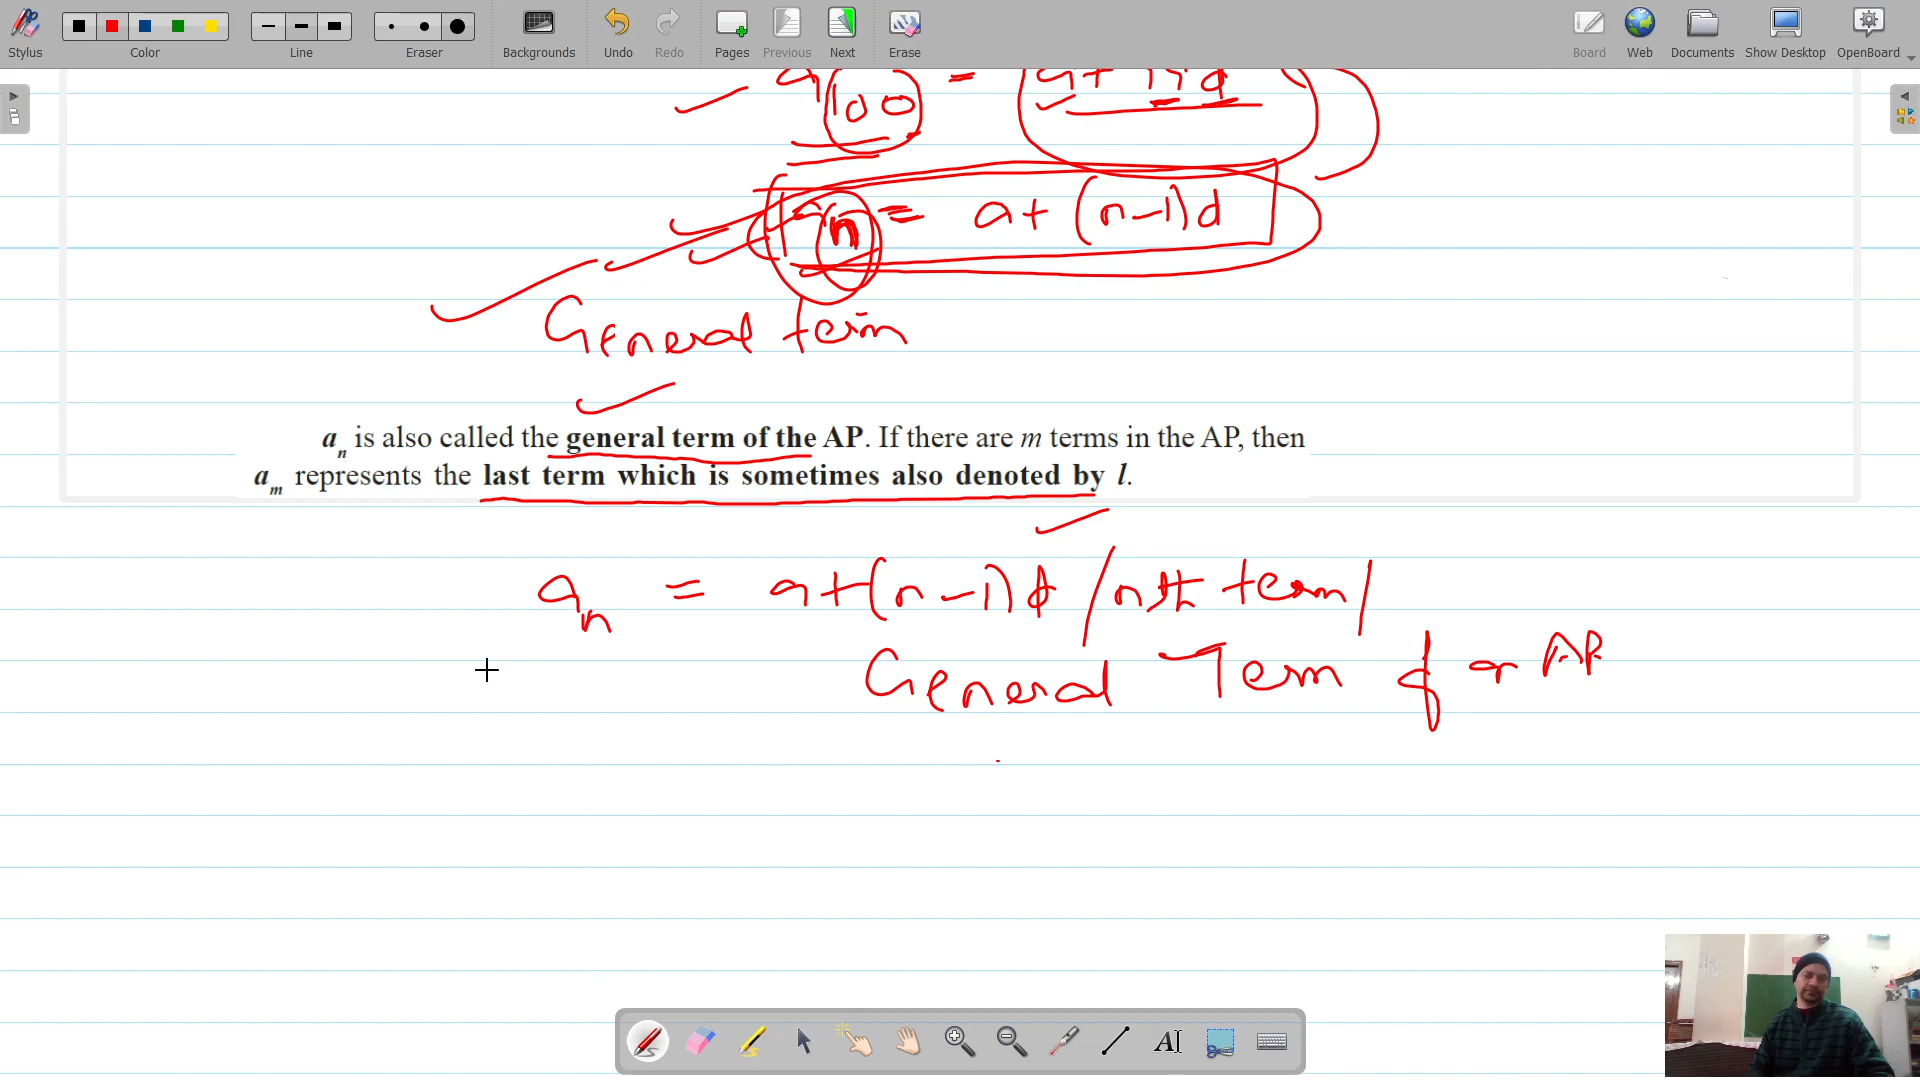 Stylus Color Line Eraser Backgrounds Undo Redo Pages Previous Next Erase Board Web Documents Show Desktop OpenBoard
a100 = a + 99d
an = a + (n-1)d
General term
an is also called the general term of the AP. If there are m terms in the AP, then
am represents the last term which is sometimes also denoted by l.
an = a+(n-1)d / nth term /
General Term of an AP